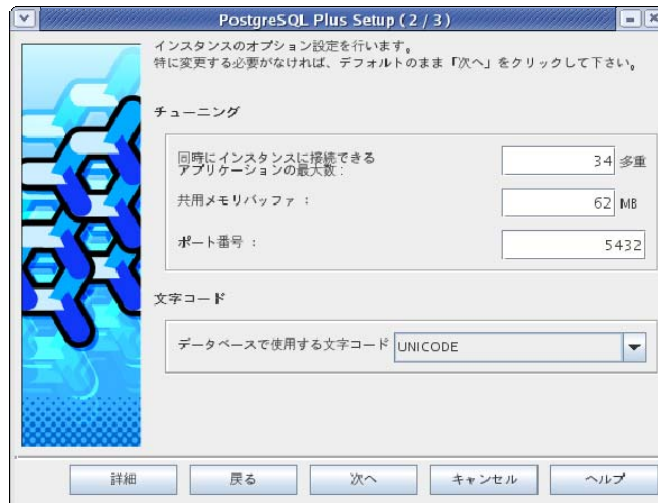 PostgreSQL Plus Setup ( 2 / 3 )
インスタンスのオプション設定を行います。
特に変更する必要がなければ、デフォルトのまま「次へ」をクリックして下さい。
チューニング
同時にインスタンスに接続できる
アプリケーションの最大数 :
34 多重
共用メモリバッファ :
62 MB
ポート番号 :
5432
文字コード
データベースで使用する文字コード UNICODE
詳細 戻る 次へ キャンセル ヘルプ